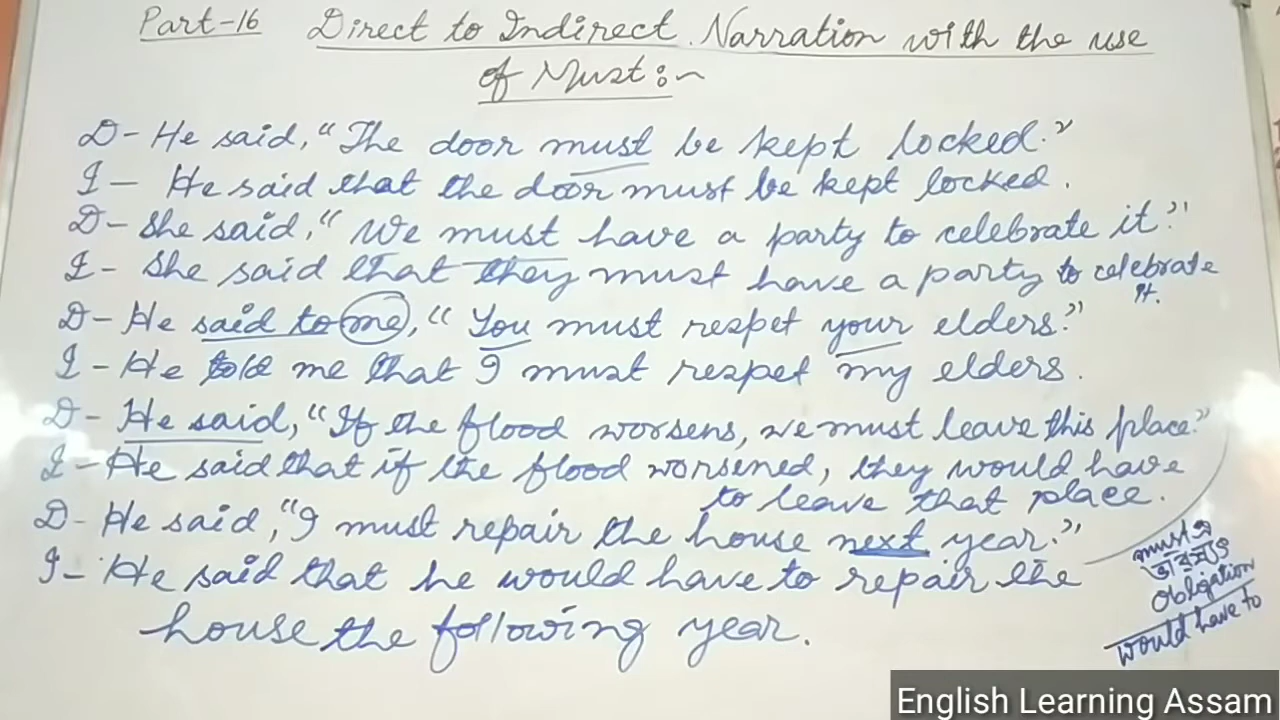 Part-16 Direct to Indirect Narration with the use
of Must:~
D- He said, "The door must be kept locked."
I- He said that the door must be kept locked.
D- She said, "We must have a party to celebrate it."
I- She said that they must have a party to celebrate
it.
D- He said to me, "You must respet your elders."
I- He told me that I must respet my elders.
D- He said, "If the flood worsens, we must leave this place."
I- He said that if the flood worsened, they would have
to leave that place.
D- He said, "I must repair the house next year."
I- He said that he would have to repair the
house the following year.
must এ
ভৱিষ্যৎ
obligation
would have to
English Learning Assam